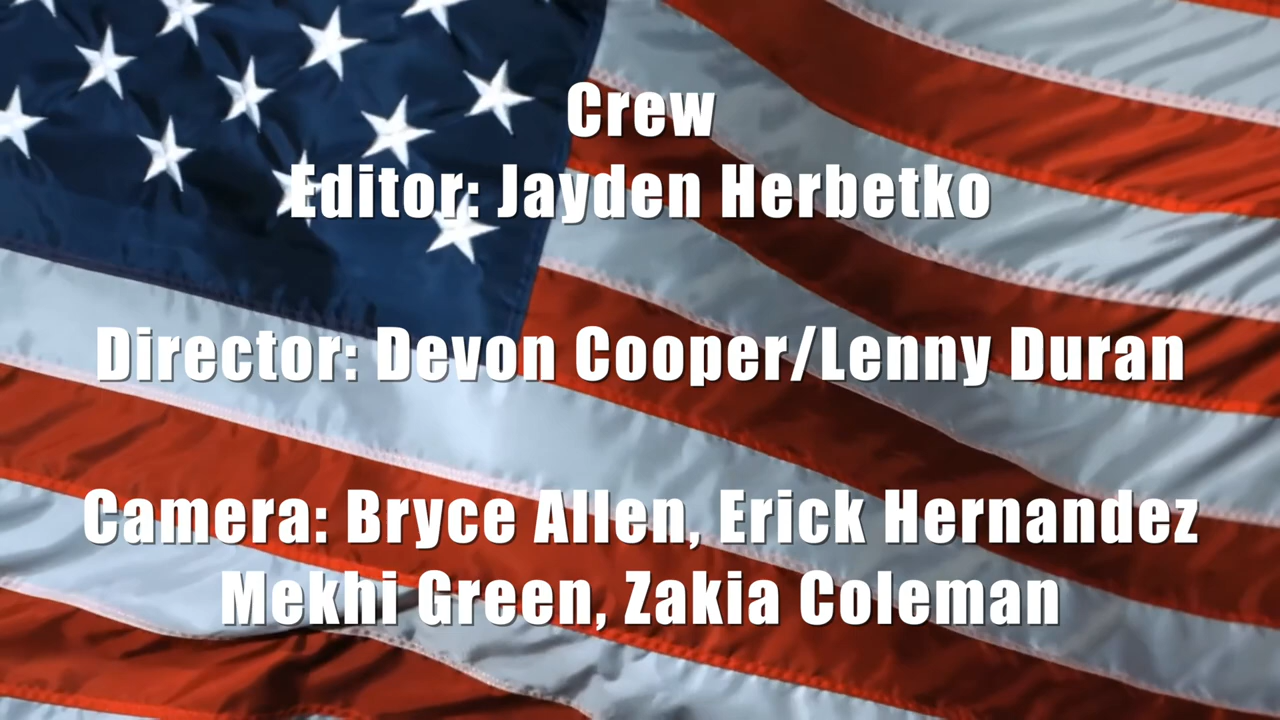 Crew
Editor: Jayden Herbetko
Director: Devon Cooper/Lenny Duran
Camera: Bryce Allen, Erick Hernandez
Mekhi Green, Zakia Coleman